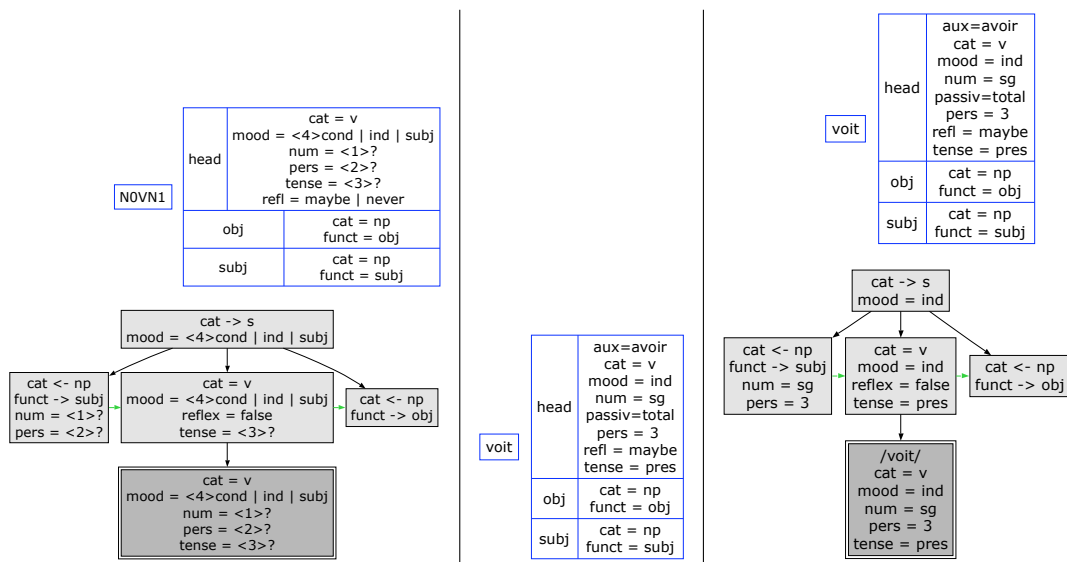 N0VN1
head
cat = v
mood = <4>cond | ind | subj
num = <1>?
pers = <2>?
tense = <3>?
refl = maybe | never
obj
cat = np
funct = obj
subj
cat = np
funct = subj
cat -> s
mood = <4>cond | ind | subj
cat <- np
funct -> subj
num = <1>?
pers = <2>?
cat = v
mood = <4>cond | ind | subj
reflex = false
tense = <3>?
cat <- np
funct -> obj
cat = v
mood = <4>cond | ind | subj
num = <1>?
pers = <2>?
tense = <3>?
voit
head
aux=avoir
cat = v
mood = ind
num = sg
passiv=total
pers = 3
refl = maybe
tense = pres
obj
cat = np
funct = obj
subj
cat = np
funct = subj
voit
head
aux=avoir
cat = v
mood = ind
num = sg
passiv=total
pers = 3
refl = maybe
tense = pres
obj
cat = np
funct = obj
subj
cat = np
funct = subj
cat -> s
mood = ind
cat <- np
funct -> subj
num = sg
pers = 3
cat = v
mood = ind
reflex = false
tense = pres
cat <- np
funct -> obj
/voit/
cat = v
mood = ind
num = sg
pers = 3
tense = pres